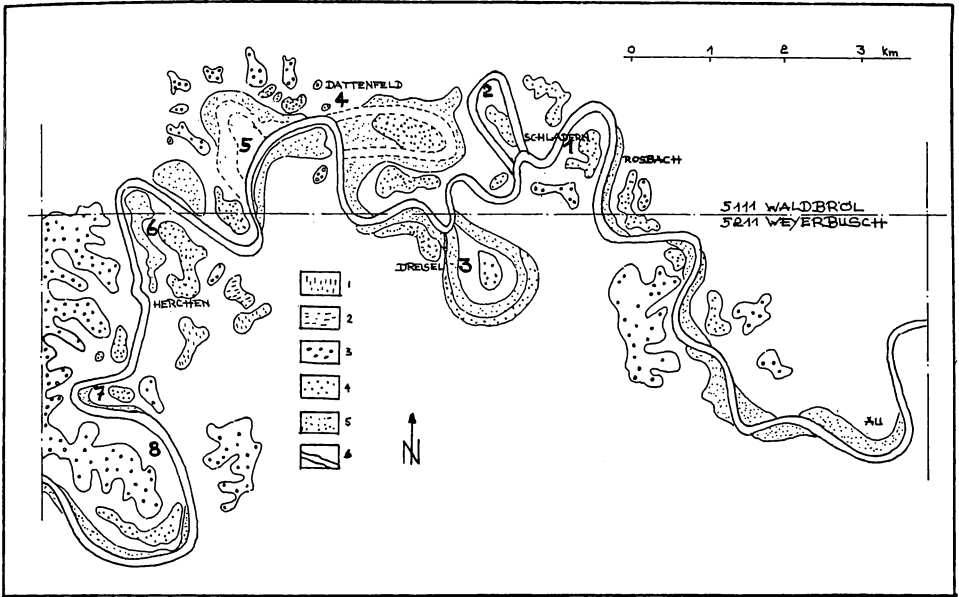 0 1 2 3 km
DATTENFELD
4
2
5
SCHLADERN
1
ROSBACH
5111 WALDBRÖL
5211 WEYERBUSCH
6
DREISEL
3
HERCHEN
1
2
3
4
5
6
N
7
8
AU